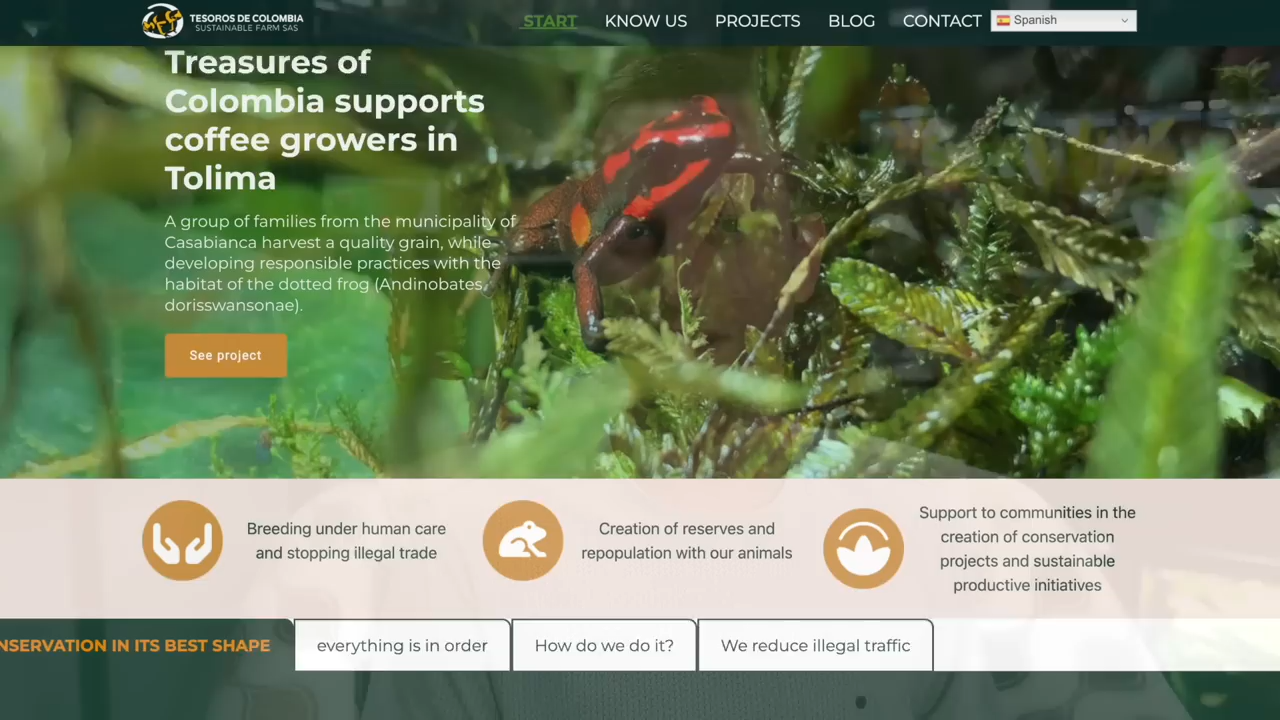 TESOROS DE COLOMBIA
SUSTAINABLE FARM SAS
START
KNOW US
PROJECTS
BLOG
CONTACT
Spanish
Treasures of
Colombia supports
coffee growers in
Tolima
A group of families from the municipality of
Casabianca harvest a quality grain, while
developing responsible practices with the
habitat of the dotted frog (Andinobates
dorisswansonae).
See project
Breeding under human care
and stopping illegal trade
Creation of reserves and
repopulation with our animals
Support to communities in the
creation of conservation
projects and sustainable
productive initiatives
NSERVATION IN ITS BEST SHAPE
everything is in order
How do we do it?
We reduce illegal traffic